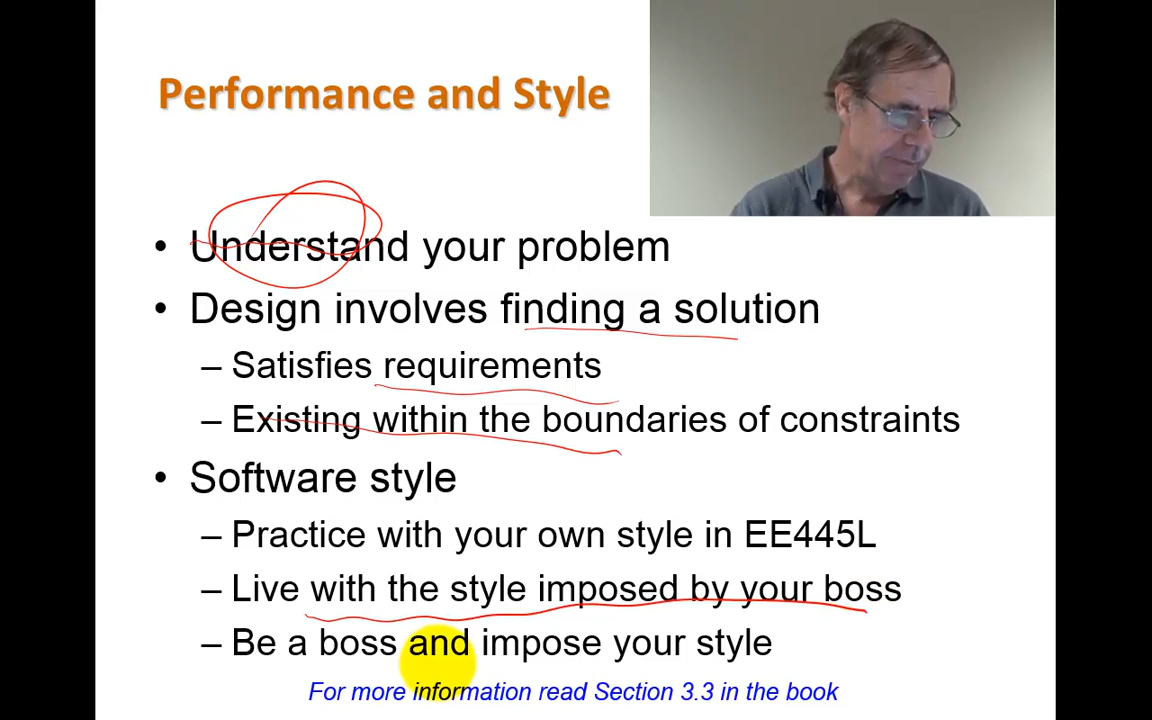 Performance and Style
• Understand your problem
• Design involves finding a solution
– Satisfies requirements
– Existing within the boundaries of constraints
• Software style
– Practice with your own style in EE445L
– Live with the style imposed by your boss
– Be a boss and impose your style
For more information read Section 3.3 in the book